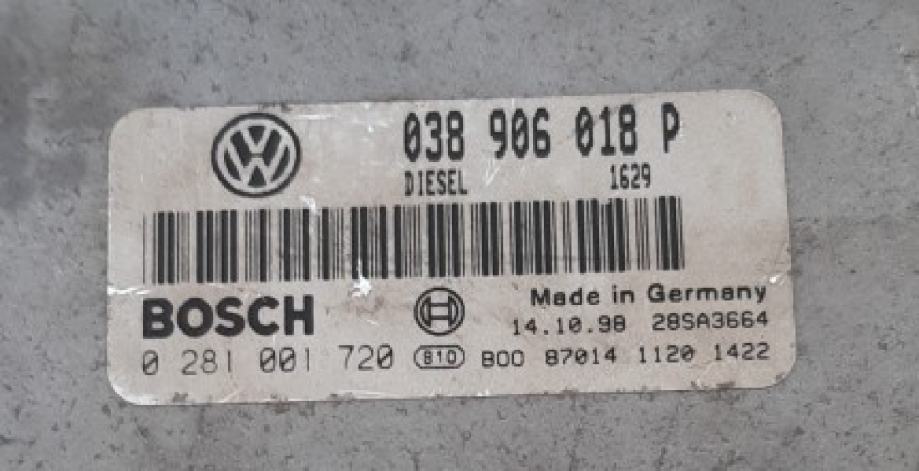 038 906 018 P
DIESEL 1629
BOSCH
Made in Germany
14.10.98 28SA3664
0 281 001 720 810 B00 87014 1120 1422